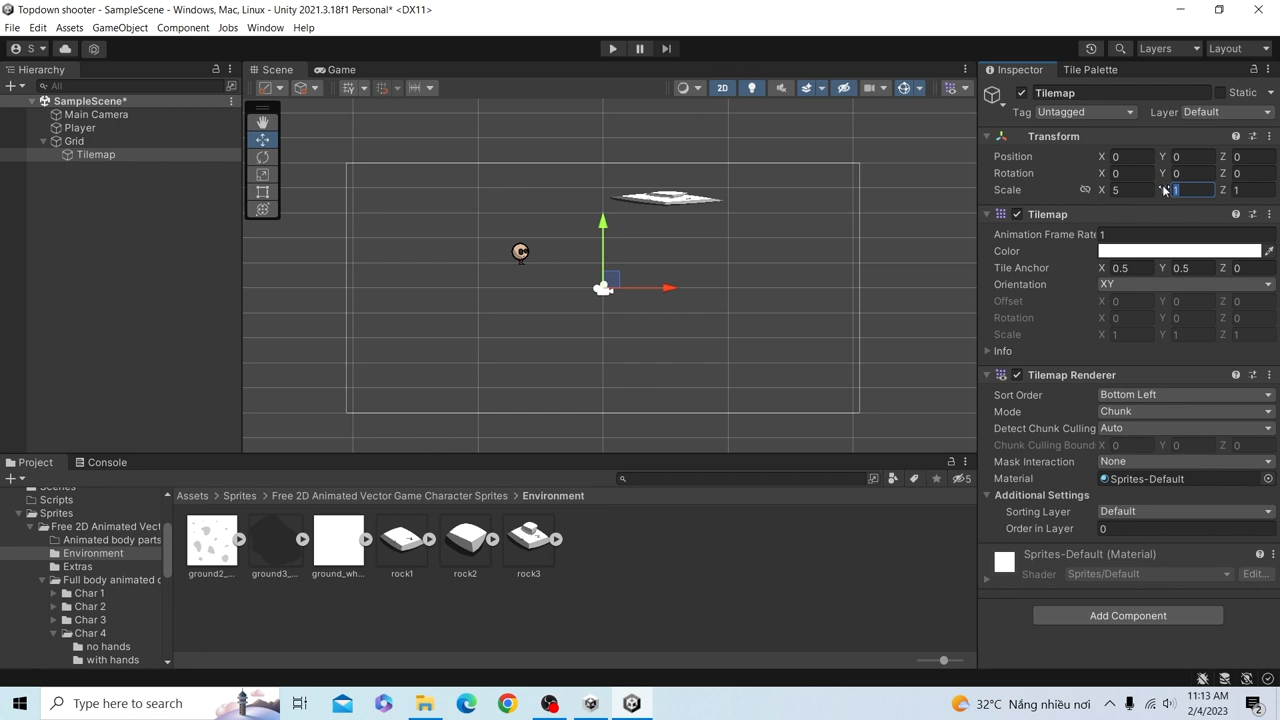 Topdown shooter - SampleScene - Windows, Mac, Linux - Unity 2021.3.18f1 Personal* <DX11>
File Edit Assets GameObject Component Jobs Window Help
S Layers Layout
Hierarchy Scene Game Inspector Tile Palette
All 2D
SampleScene*
Main Camera
Player
Grid
Tilemap
Tilemap Static
Tag Untagged Layer Default
Transform
Position X 0 Y 0 Z 0
Rotation X 0 Y 0 Z 0
Scale X 5 Y 1 Z 1
Tilemap
Animation Frame Rate 1
Color
Tile Anchor X 0.5 Y 0.5 Z 0
Orientation XY
Offset X 0 Y 0 Z 0
Rotation X 0 Y 0 Z 0
Scale X 1 Y 1 Z 1
Info
Tilemap Renderer
Sort Order Bottom Left
Mode Chunk
Detect Chunk Culling Auto
Chunk Culling Bounds X 0 Y 0 Z 0
Mask Interaction None
Material Sprites-Default
Additional Settings
Sorting Layer Default
Order in Layer 0
Sprites-Default (Material)
Shader Sprites/Default Edit...
Add Component
Project Console
5
Scripts
Sprites
Free 2D Animated Vect
Animated body parts
Environment
Extras
Full body animated c
Char 1
Char 2
Char 3
Char 4
no hands
with hands
Assets > Sprites > Free 2D Animated Vector Game Character Sprites > Environment
ground2_... ground3_... ground_wh... rock1 rock2 rock3
Type here to search
32°C Nắng nhiều nơi
11:13 AM
2/4/2023
2